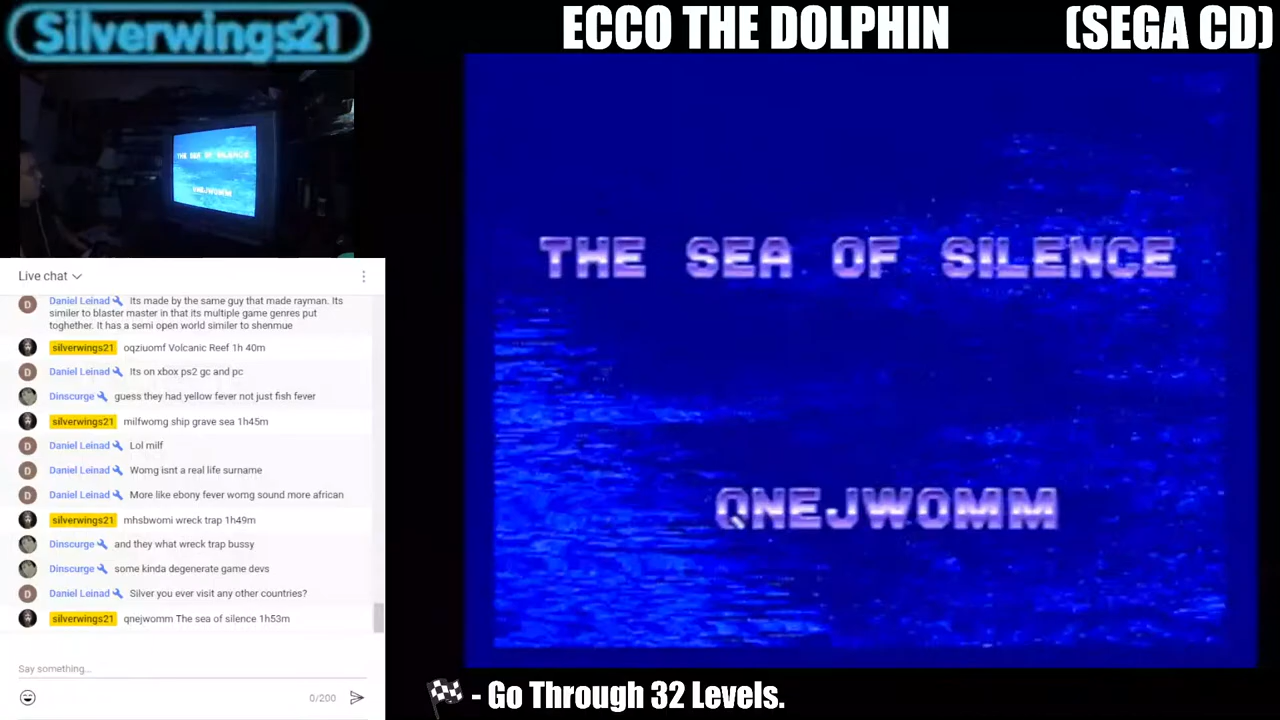 Silverwings21
ECCO THE DOLPHIN (SEGA CD)
THE SEA OF SILENCE
QNEJWOMM
Live chat
D Daniel Leinad Its made by the same guy that made rayman. Its
similer to blaster master in that its multiple game genres put
toghether. It has a semi open world similer to shenmue
silverwings21 oqziuomf Volcanic Reef 1h 40m
D Daniel Leinad Its on xbox ps2 gc and pc
Dinscurge guess they had yellow fever not just fish fever
silverwings21 milfwomg ship grave sea 1h45m
D Daniel Leinad Lol milf
D Daniel Leinad Womg isnt a real life surname
D Daniel Leinad More like ebony fever womg sound more african
silverwings21 mhsbwomi wreck trap 1h49m
Dinscurge and they what wreck trap bussy
Dinscurge some kinda degenerate game devs
D Daniel Leinad Silver you ever visit any other countries?
silverwings21 qnejwomm The sea of silence 1h53m
Say something...
0/200
THE SEA OF SILENCE
QNEJWOMM
- Go Through 32 Levels.